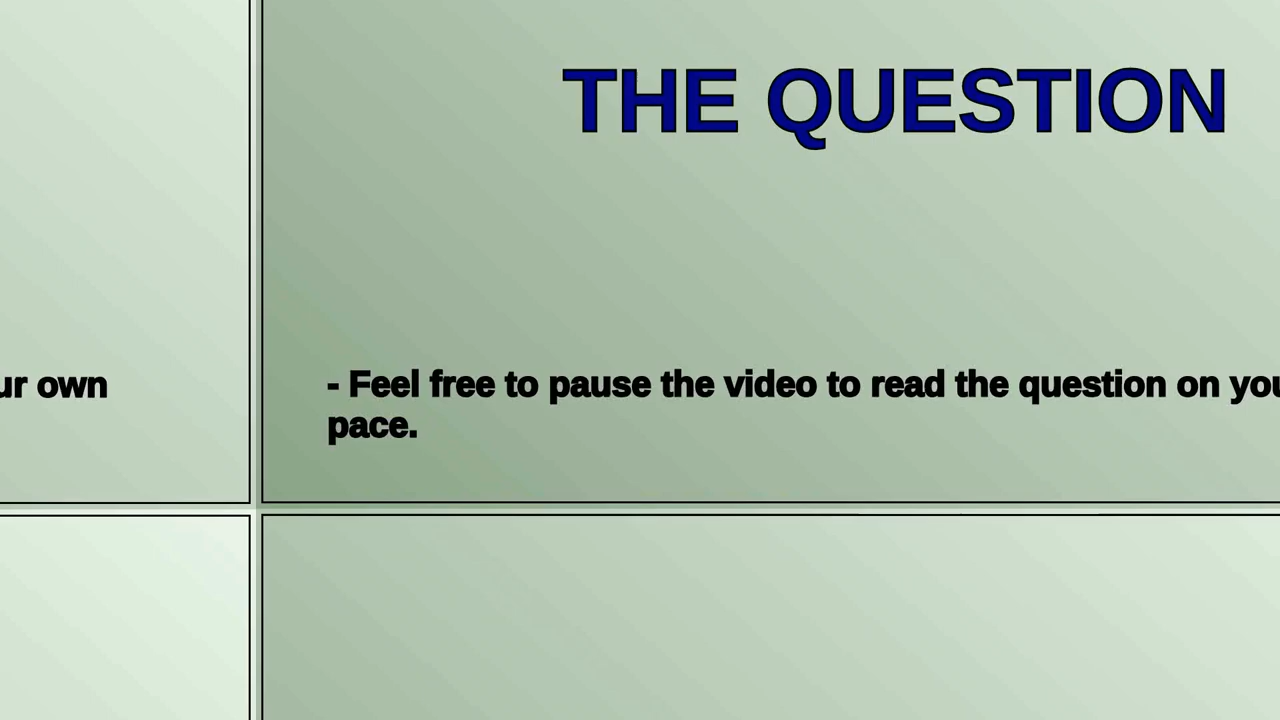 THE QUESTION
ur own
- Feel free to pause the video to read the question on you
pace.